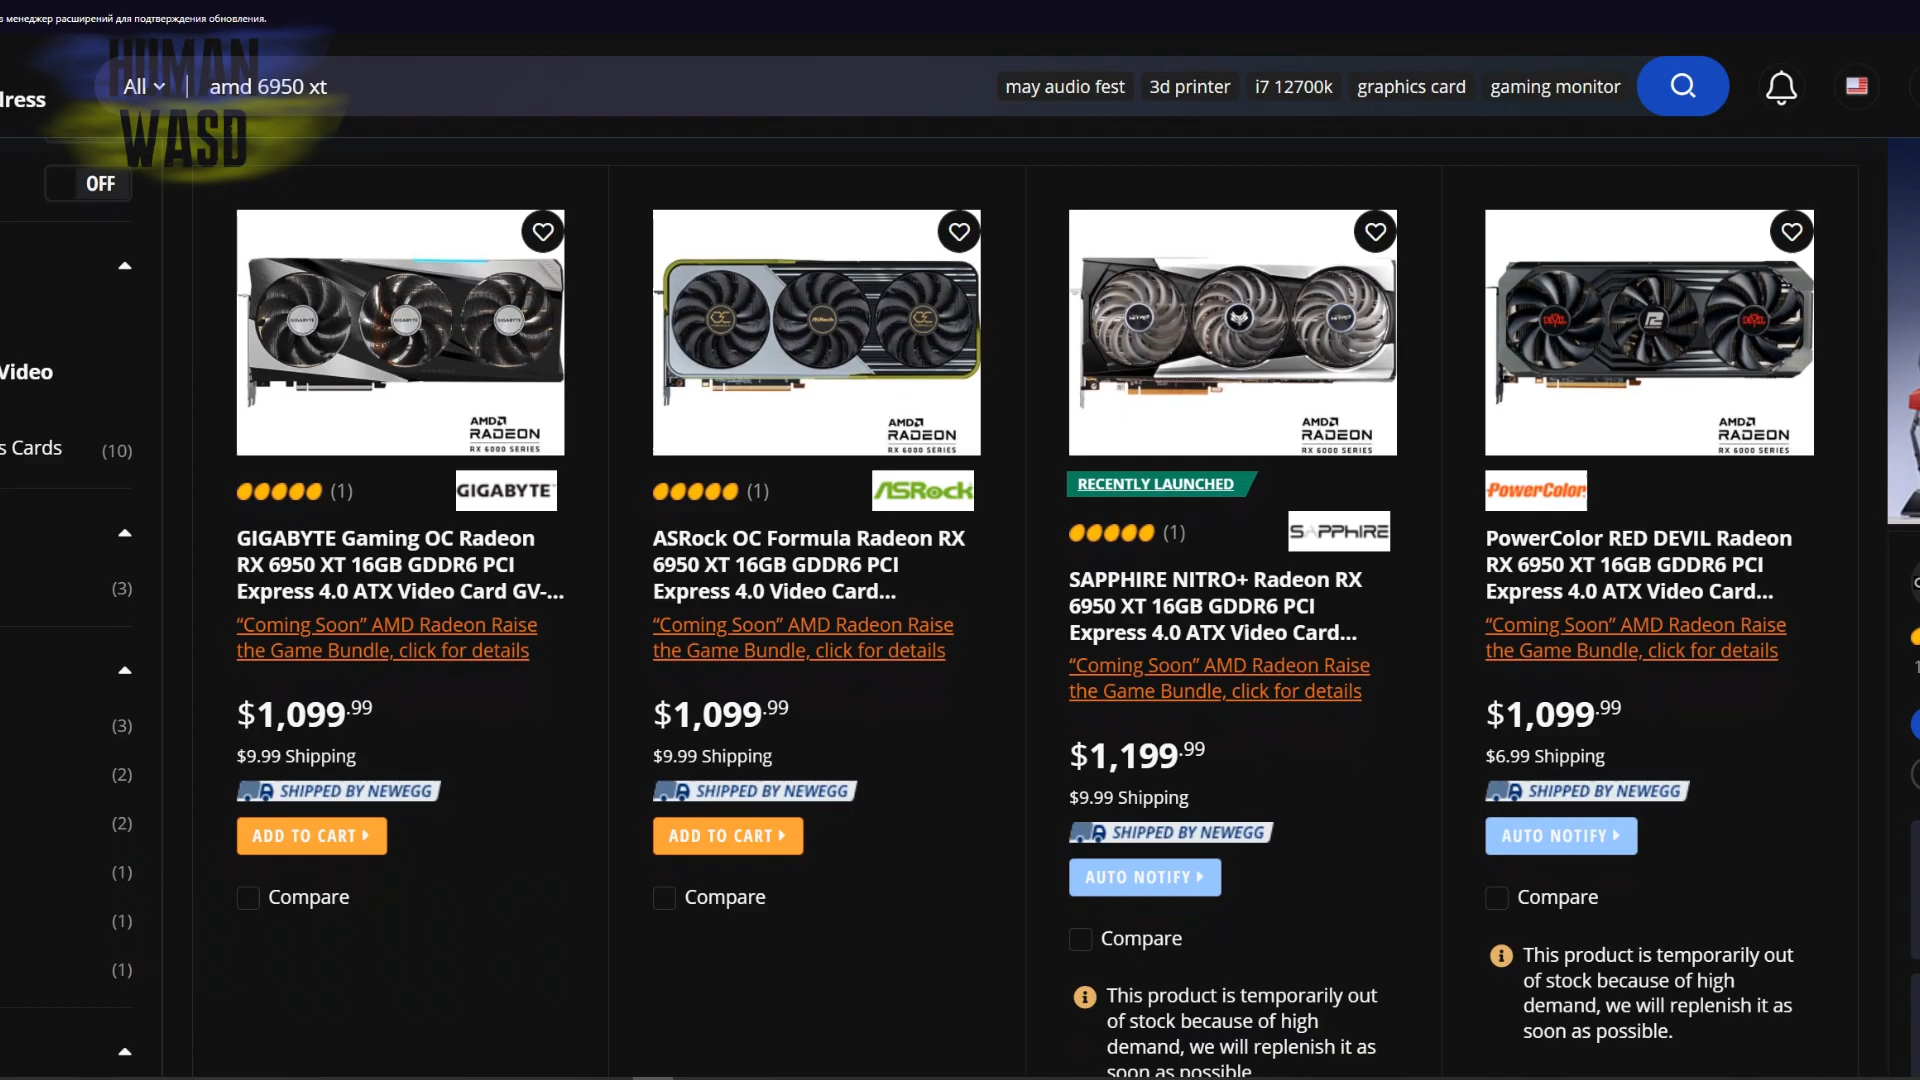 в менеджер расширений для подтверждения обновления.
HUMAN
WASD
dress
All
amd 6950 xt
may audio fest
3d printer
i7 12700k
graphics card
gaming monitor
OFF
Video
s Cards
(10)
(3)
(3)
(2)
(2)
(1)
(1)
(1)
GIGABYTE
GIGABYTE
GIGABYTE
AMD
RADEON
RX 6000 SERIES
(1)
GIGABYTE
GIGABYTE Gaming OC Radeon
RX 6950 XT 16GB GDDR6 PCI
Express 4.0 ATX Video Card GV-...
“Coming Soon” AMD Radeon Raise
the Game Bundle, click for details
$1,099.99
$9.99 Shipping
SHIPPED BY NEWEGG
ADD TO CART
Compare
ASRock
AMD
RADEON
RX 6000 SERIES
(1)
ASRock
ASRock OC Formula Radeon RX
6950 XT 16GB GDDR6 PCI
Express 4.0 Video Card...
“Coming Soon” AMD Radeon Raise
the Game Bundle, click for details
$1,099.99
$9.99 Shipping
SHIPPED BY NEWEGG
ADD TO CART
Compare
NITRO+
NITRO+
AMD
RADEON
RX 6000 SERIES
RECENTLY LAUNCHED
(1)
SAPPHIRE
SAPPHIRE NITRO+ Radeon RX
6950 XT 16GB GDDR6 PCI
Express 4.0 ATX Video Card...
“Coming Soon” AMD Radeon Raise
the Game Bundle, click for details
$1,199.99
$9.99 Shipping
SHIPPED BY NEWEGG
AUTO NOTIFY
Compare
This product is temporarily out
of stock because of high
demand, we will replenish it as
soon as possible.
DEVIL
DEVIL
AMD
RADEON
RX 6000 SERIES
PowerColor
PowerColor RED DEVIL Radeon
RX 6950 XT 16GB GDDR6 PCI
Express 4.0 ATX Video Card...
“Coming Soon” AMD Radeon Raise
the Game Bundle, click for details
$1,099.99
$6.99 Shipping
SHIPPED BY NEWEGG
AUTO NOTIFY
Compare
This product is temporarily out
of stock because of high
demand, we will replenish it as
soon as possible.